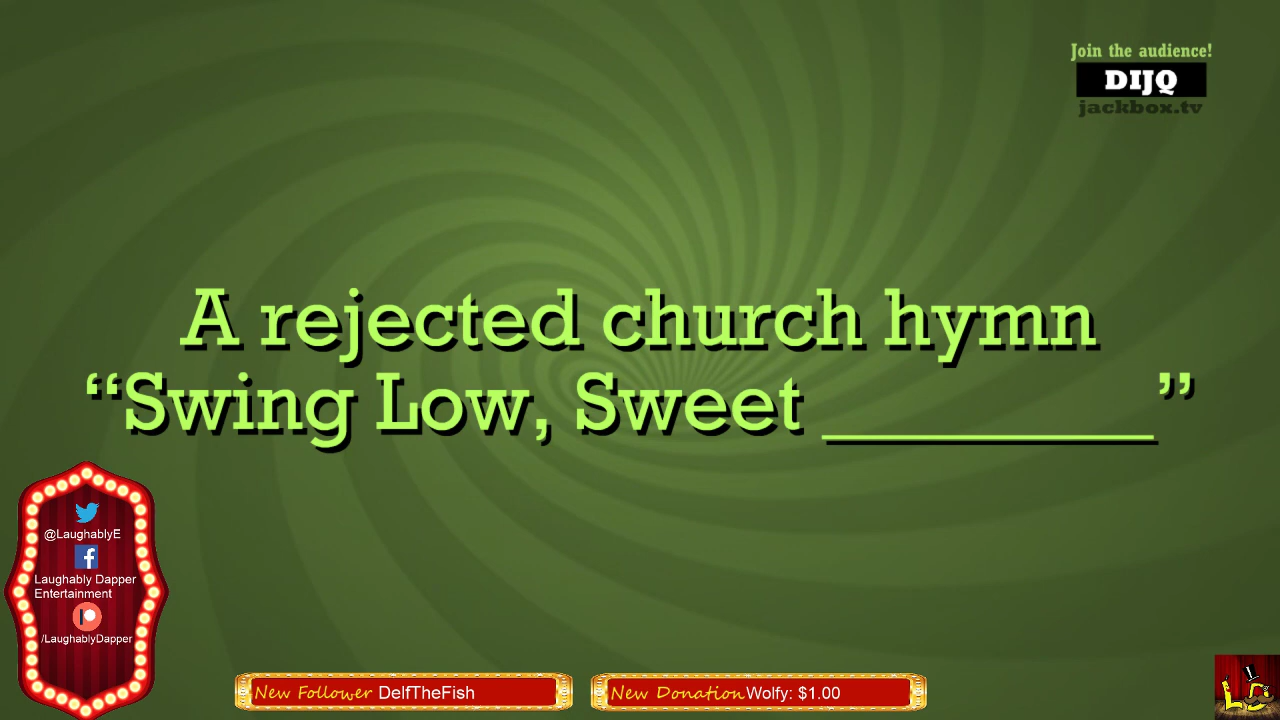 Join the audience!
DIJQ
jackbox.tv
A rejected church hymn
“Swing Low, Sweet ________”
@LaughablyE
Laughably Dapper
Entertainment
/LaughablyDapper
New Follower DelfTheFish
New Donation Wolfy: $1.00
LD